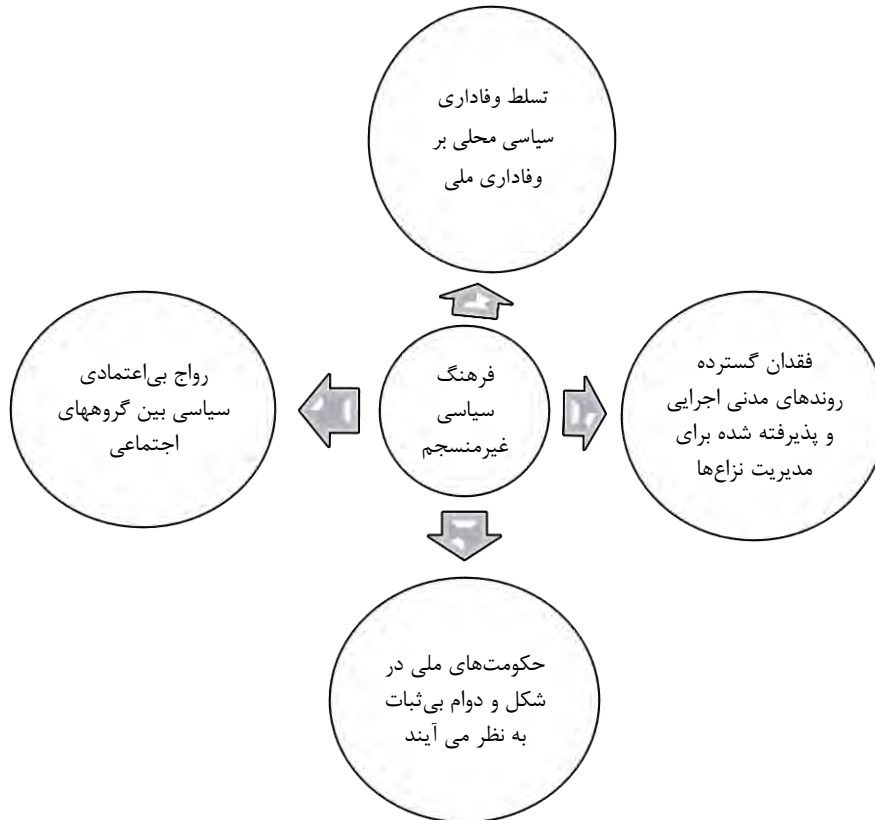 تسلط وفاداری
سیاسی محلی بر
وفاداری ملی
فقدان گسترده
روندهای مدنی اجرایی
و پذیرفته شده برای
مدیریت نزاع‌ها
فرهنگ
سیاسی
غیرمنسجم
رواج بی‌اعتمادی
سیاسی بین گروههای
اجتماعی
حکومت‌های ملی در
شکل و دوام بی‌ثبات
به نظر می آیند